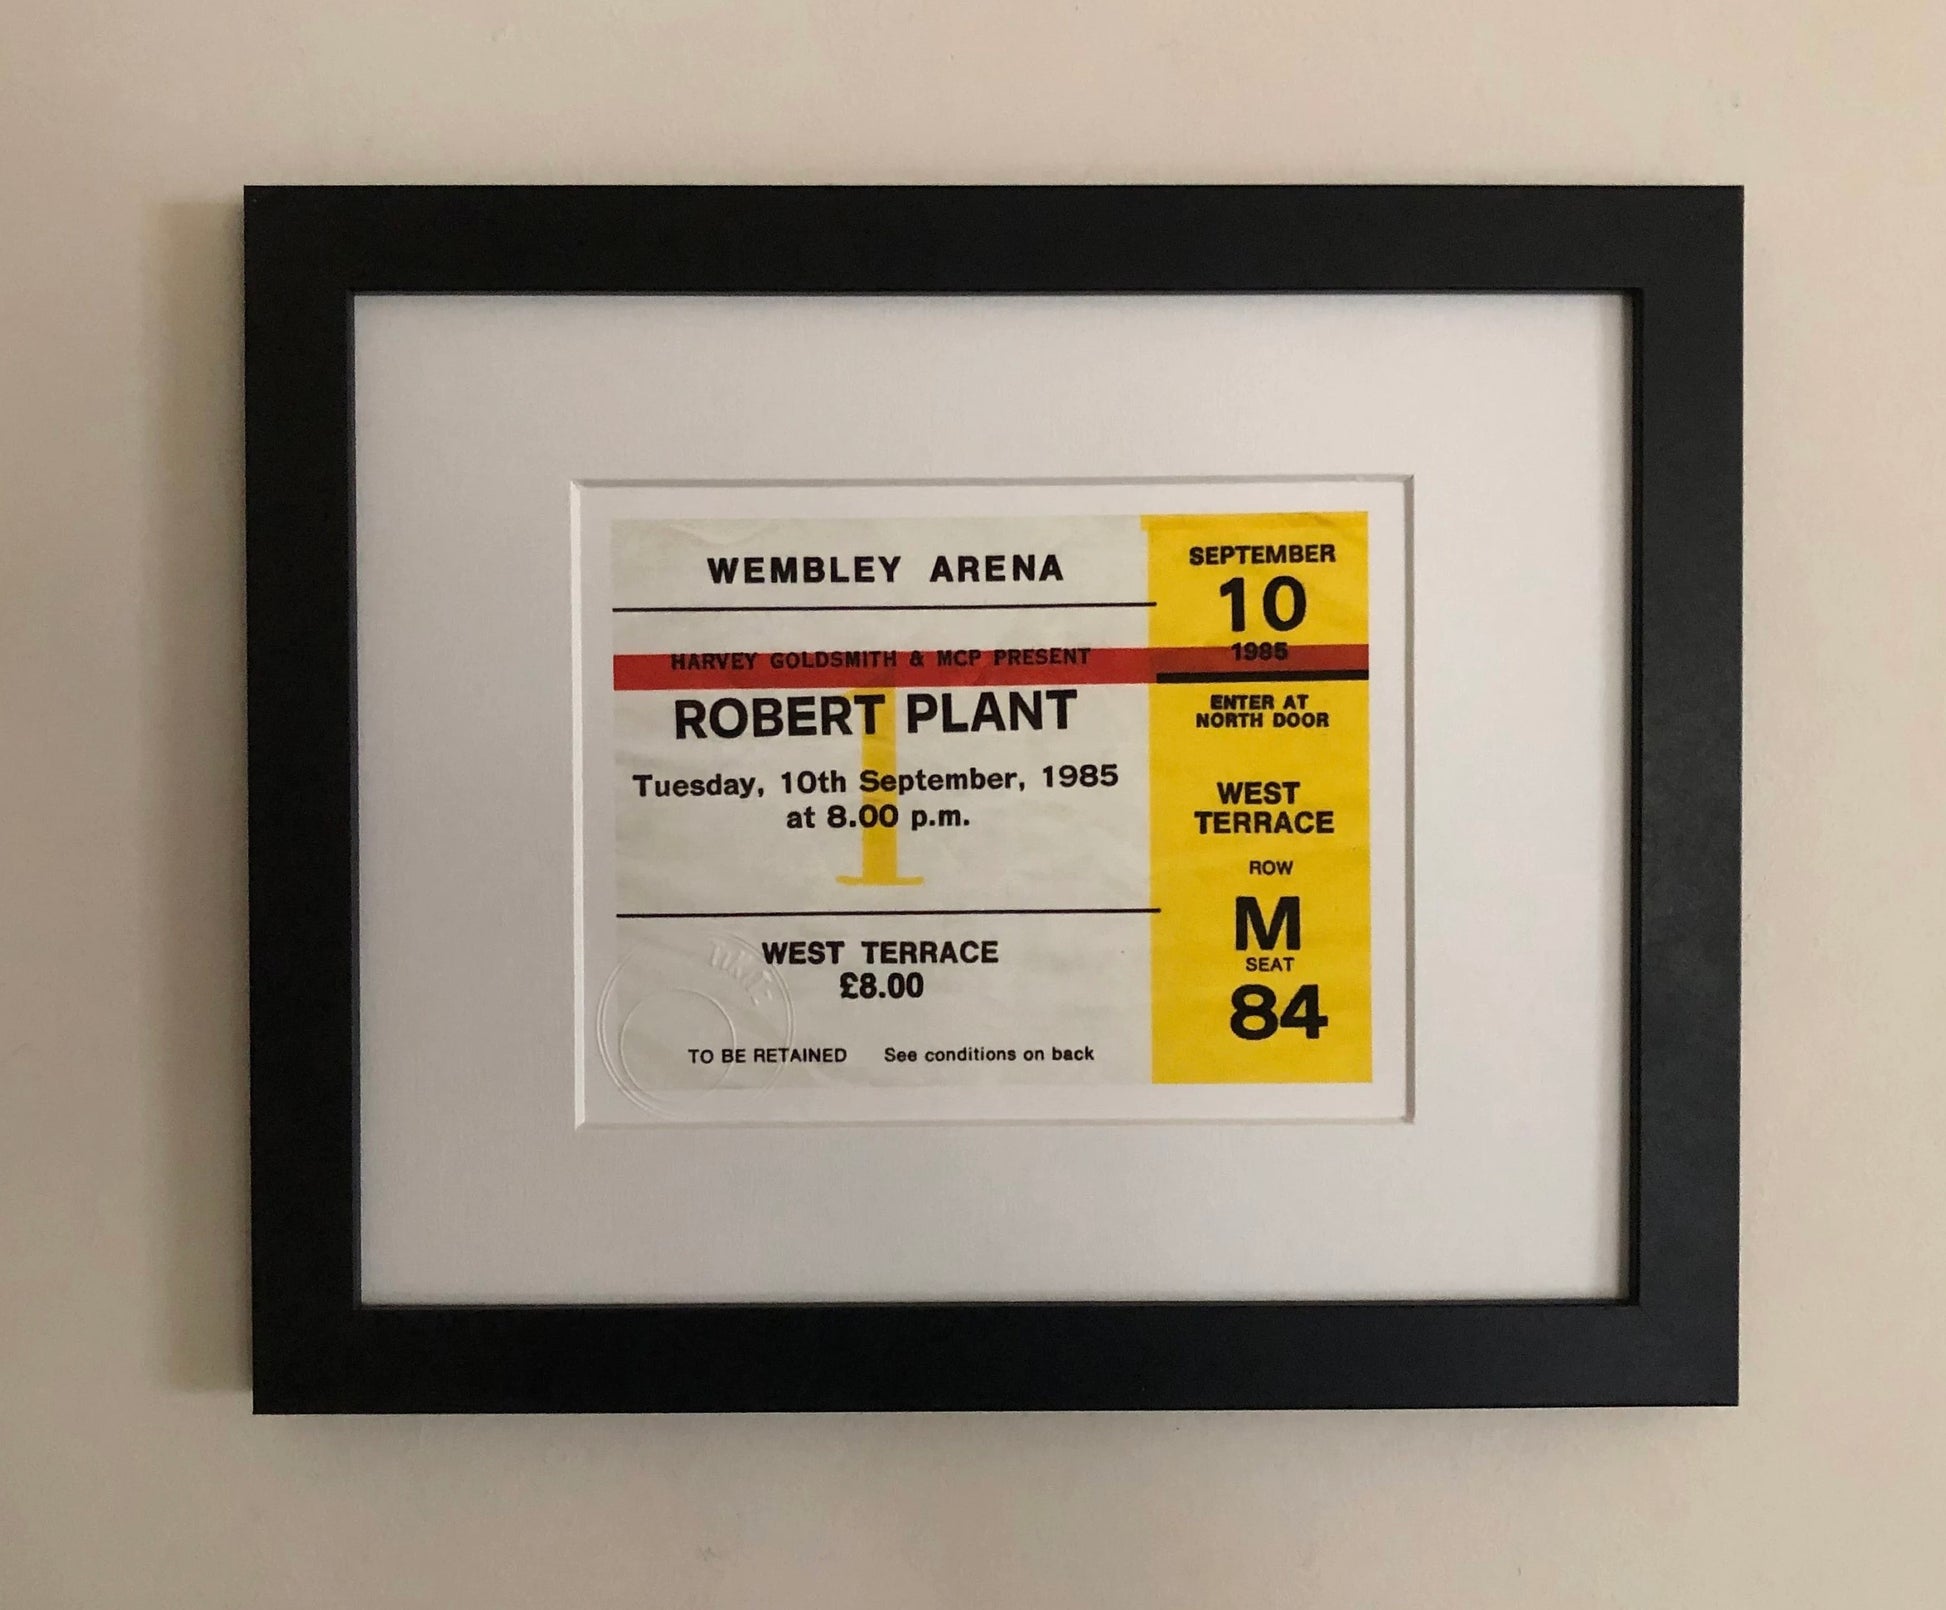 WEMBLEY ARENA
HARVEY GOLDSMITH & MCP PRESENT
ROBERT PLANT
1
Tuesday, 10th September, 1985
at 8.00 p.m.
WEST TERRACE
£8.00
TO BE RETAINED See conditions on back
SEPTEMBER
10
1985
ENTER AT
NORTH DOOR
WEST
TERRACE
ROW
M
SEAT
84